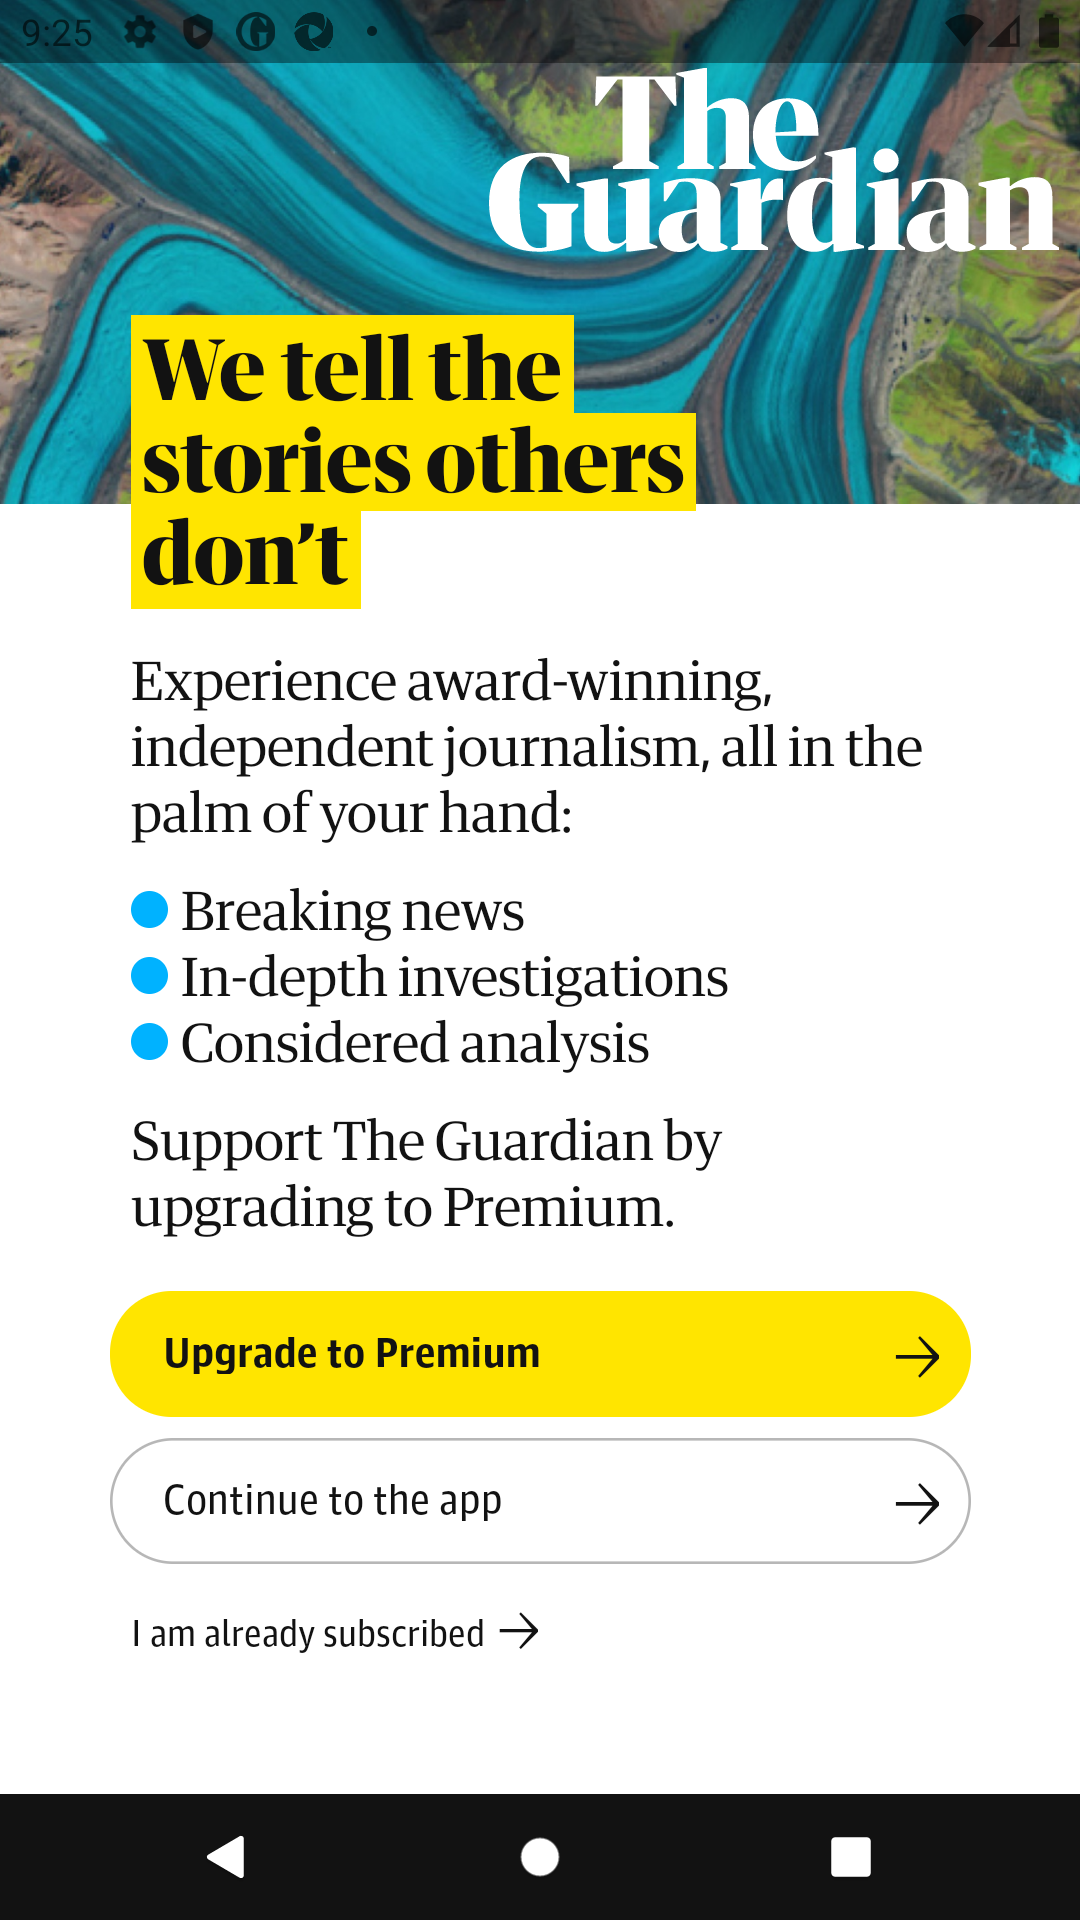 9:25
The
Guardian
We tell the
stories others
don't
Experience award-winning,
independent journalism, all in the
palm of your hand:
Breaking news
In-depth investigations
Considered analysis
Support The Guardian by
upgrading to Premium.
Upgrade to Premium
Continue to the app
I am already subscribed